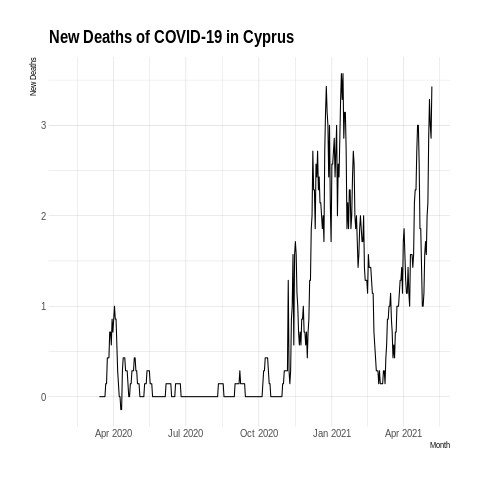 New Deaths of COVID-19 in Cyprus
New Deaths
3
2
1
0
Apr 2020 Jul 2020 Oct 2020 Jan 2021 Apr 2021
Month